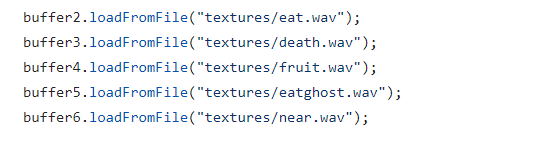 buffer2.loadFromFile("textures/eat.wav");
buffer3.loadFromFile("textures/death.wav");
buffer4.loadFromFile("textures/fruit.wav");
buffer5.loadFromFile("textures/eatghost.wav");
buffer6.loadFromFile("textures/near.wav");